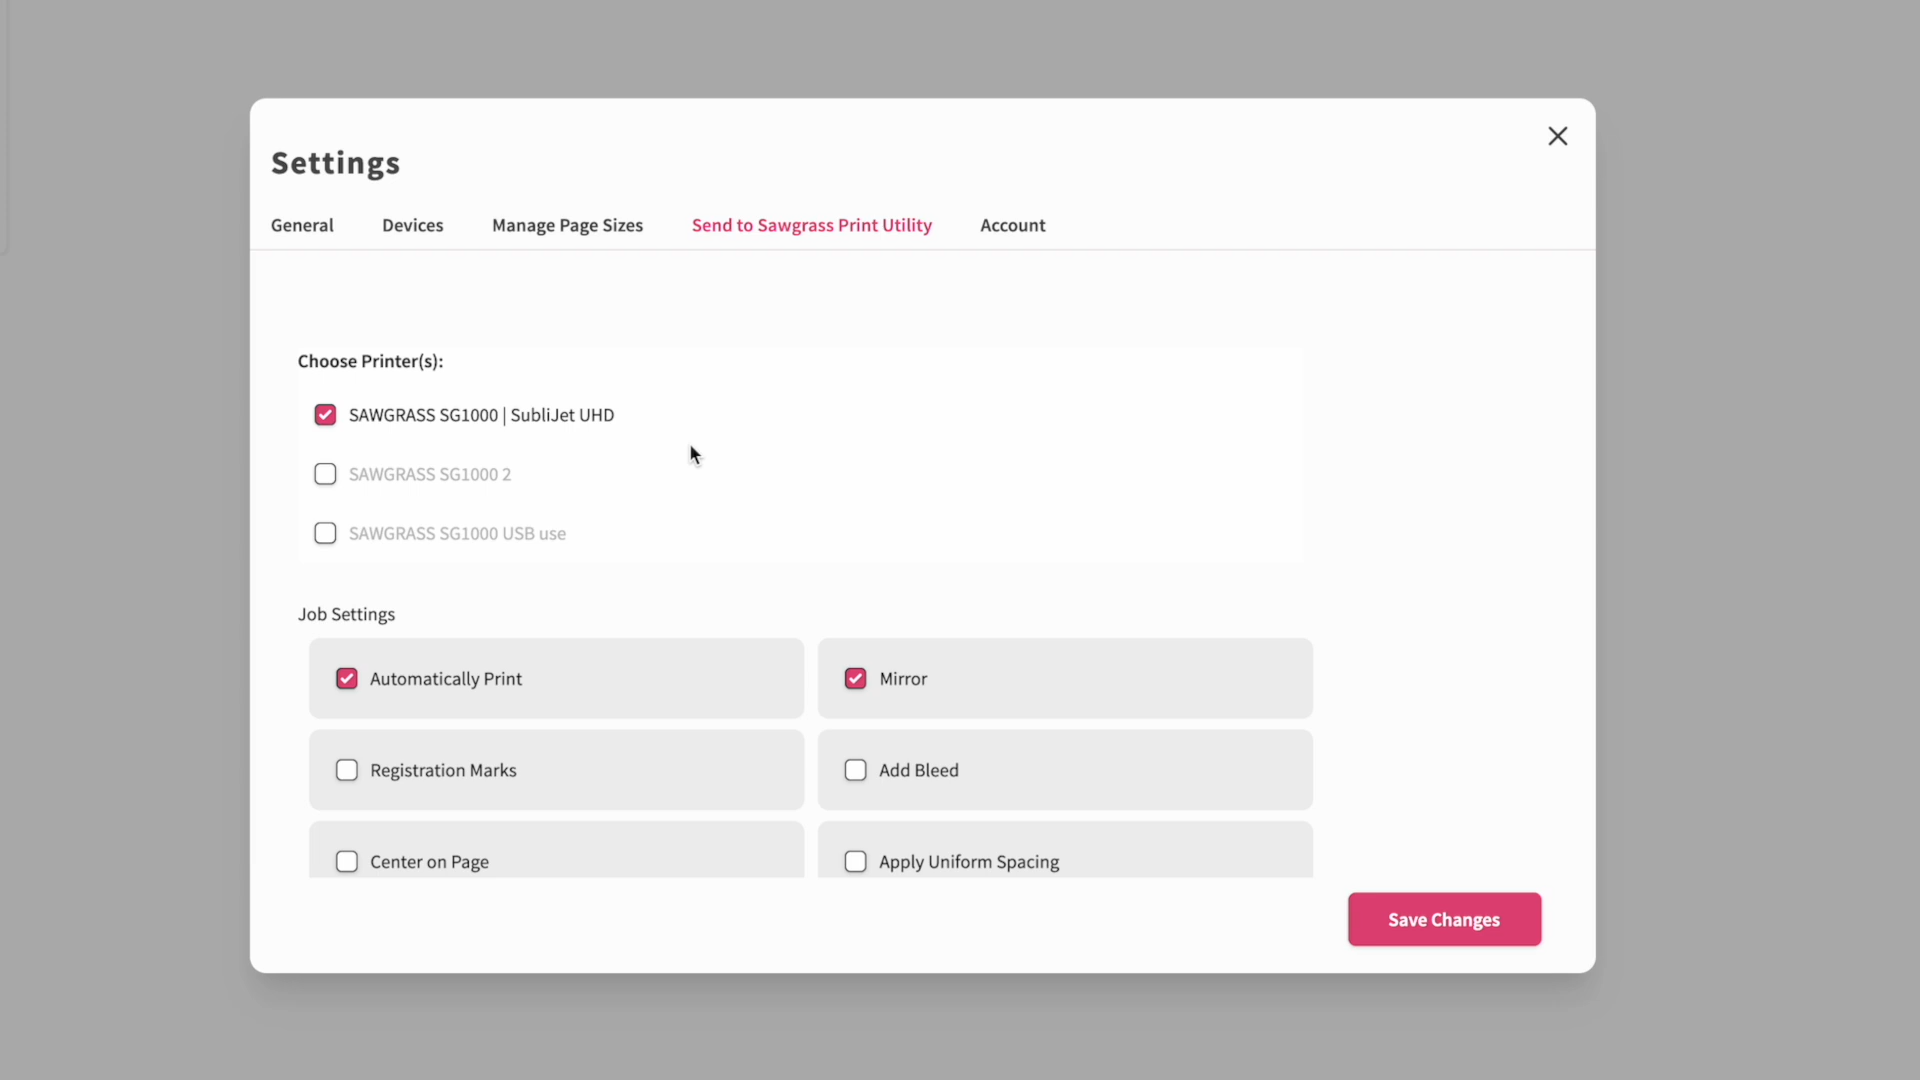 Settings
General Devices Manage Page Sizes Send to Sawgrass Print Utility Account
Choose Printer(s):
SAWGRASS SG1000 | SubliJet UHD
SAWGRASS SG1000 2
SAWGRASS SG1000 USB use
Job Settings
Automatically Print Mirror
Registration Marks Add Bleed
Center on Page Apply Uniform Spacing
Save Changes